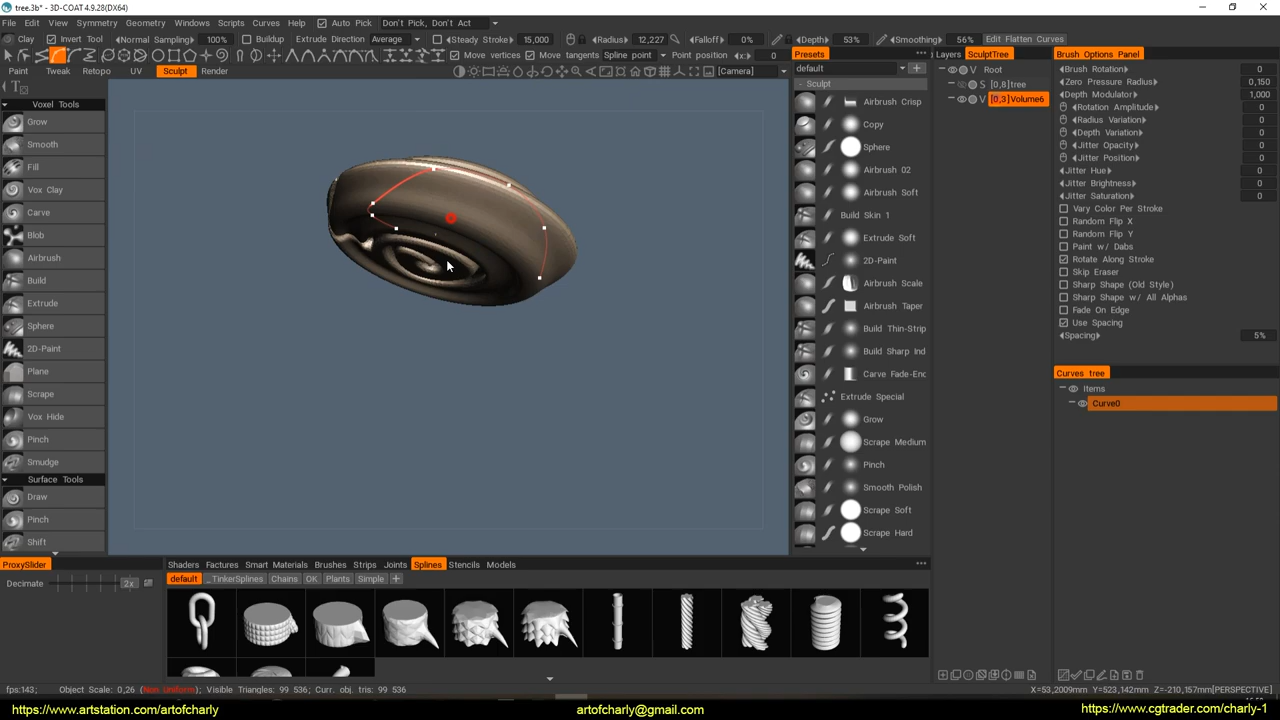 tree.3b* - 3D-COAT 4.9.28(DX64)
File Edit View Symmetry Geometry Windows Scripts Curves Auto Pick Don't Pick, Don't Act
Clay Invert Tool Normal Sampling 100% Buildup Extrude Direction Average Steady Stroke 15,000 Radius 12,227 Falloff 0% Depth 53% Smoothing 56% Edit Flatten Curves
Move vertices Move tangents Spline point Point position 0
Paint Tweak Retopo UV Sculpt Render [Camera]
Voxel Tools
Grow
Smooth
Fill
Vox Clay
Carve
Blob
Airbrush
Build
Extrude
Sphere
2D-Paint
Plane
Scrape
Vox Hide
Pinch
Smudge
Surface Tools
Draw
Pinch
Shift
Presets
default
Sculpt
Airbrush Crisp
Copy
Sphere
Airbrush 02
Airbrush Soft
Build Skin 1
Extrude Soft
2D-Paint
Airbrush Scale
Airbrush Taper
Build Thin-Strip
Build Sharp Ind
Carve Fade-End
Extrude Special
Grow
Scrape Medium
Pinch
Smooth Polish
Scrape Soft
Scrape Hard
Layers SculptTree
V Root
S [0,8]tree
V [0,3]Volume6
Brush Options Panel
Brush Rotation 0
Zero Pressure Radius 0,150
Depth Modulator 1,000
Rotation Amplitude 0
Radius Variation 0
Depth Variation 0
Jitter Opacity 0
Jitter Position 0
Jitter Hue 0
Jitter Brightness 0
Jitter Saturation 0
Vary Color Per Stroke
Random Flip X
Random Flip Y
Paint w/ Dabs
Rotate Along Stroke
Skip Eraser
Sharp Shape (Old Style)
Sharp Shape w/ All Alphas
Fade On Edge
Use Spacing
Spacing 5%
Curves tree
Items
Curve0
ProxySlider
Decimate 2x
Shaders Factures Smart Materials Brushes Strips Joints Splines Stencils Models
default _TinkerSplines Chains OK Plants Simple +
fps:143; Object Scale: 0,26 (Non Uniform); Visible Triangles: 99 536; Curr. obj. tris: 99 536 X=53,2009mm Y=523,142mm Z=-210,157mm[PERSPECTIVE]
https://www.artstation.com/artofcharly artofcharly@gmail.com https://www.cgtrader.com/charly-1